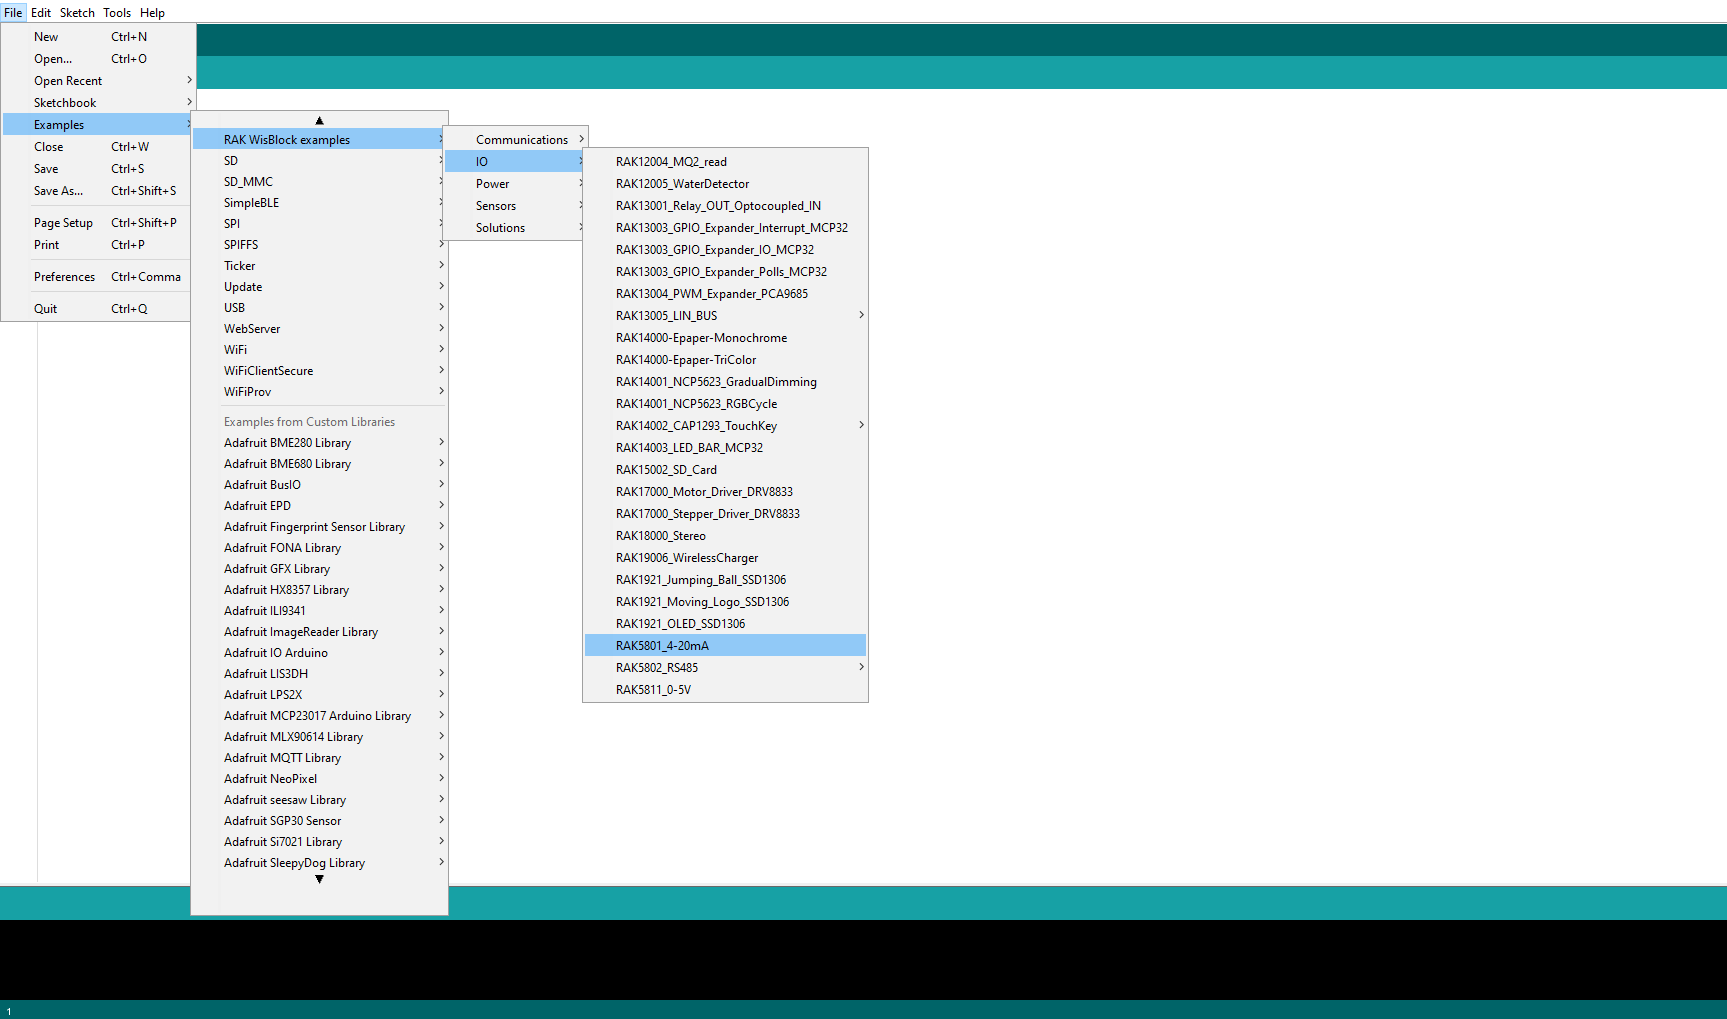 File Edit Sketch Tools Help
New Ctrl+N
Open... Ctrl+O
Open Recent
Sketchbook
Examples
Close Ctrl+W
Save Ctrl+S
Save As... Ctrl+Shift+S
Page Setup Ctrl+Shift+P
Print Ctrl+P
Preferences Ctrl+Comma
Quit Ctrl+Q
RAK WisBlock examples
SD
SD_MMC
SimpleBLE
SPI
SPIFFS
Ticker
Update
USB
WebServer
WiFi
WiFiClientSecure
WiFiProv
Examples from Custom Libraries
Adafruit BME280 Library
Adafruit BME680 Library
Adafruit BusIO
Adafruit EPD
Adafruit Fingerprint Sensor Library
Adafruit FONA Library
Adafruit GFX Library
Adafruit HX8357 Library
Adafruit ILI9341
Adafruit ImageReader Library
Adafruit IO Arduino
Adafruit LIS3DH
Adafruit LPS2X
Adafruit MCP23017 Arduino Library
Adafruit MLX90614 Library
Adafruit MQTT Library
Adafruit NeoPixel
Adafruit seesaw Library
Adafruit SGP30 Sensor
Adafruit Si7021 Library
Adafruit SleepyDog Library
Communications
IO
Power
Sensors
Solutions
RAK12004_MQ2_read
RAK12005_WaterDetector
RAK13001_Relay_OUT_Optocoupled_IN
RAK13003_GPIO_Expander_Interrupt_MCP32
RAK13003_GPIO_Expander_IO_MCP32
RAK13003_GPIO_Expander_Polls_MCP32
RAK13004_PWM_Expander_PCA9685
RAK13005_LIN_BUS
RAK14000-Epaper-Monochrome
RAK14000-Epaper-TriColor
RAK14001_NCP5623_GradualDimming
RAK14001_NCP5623_RGBCycle
RAK14002_CAP1293_TouchKey
RAK14003_LED_BAR_MCP32
RAK15002_SD_Card
RAK17000_Motor_Driver_DRV8833
RAK17000_Stepper_Driver_DRV8833
RAK18000_Stereo
RAK19006_WirelessCharger
RAK1921_Jumping_Ball_SSD1306
RAK1921_Moving_Logo_SSD1306
RAK1921_OLED_SSD1306
RAK5801_4-20mA
RAK5802_RS485
RAK5811_0-5V
1